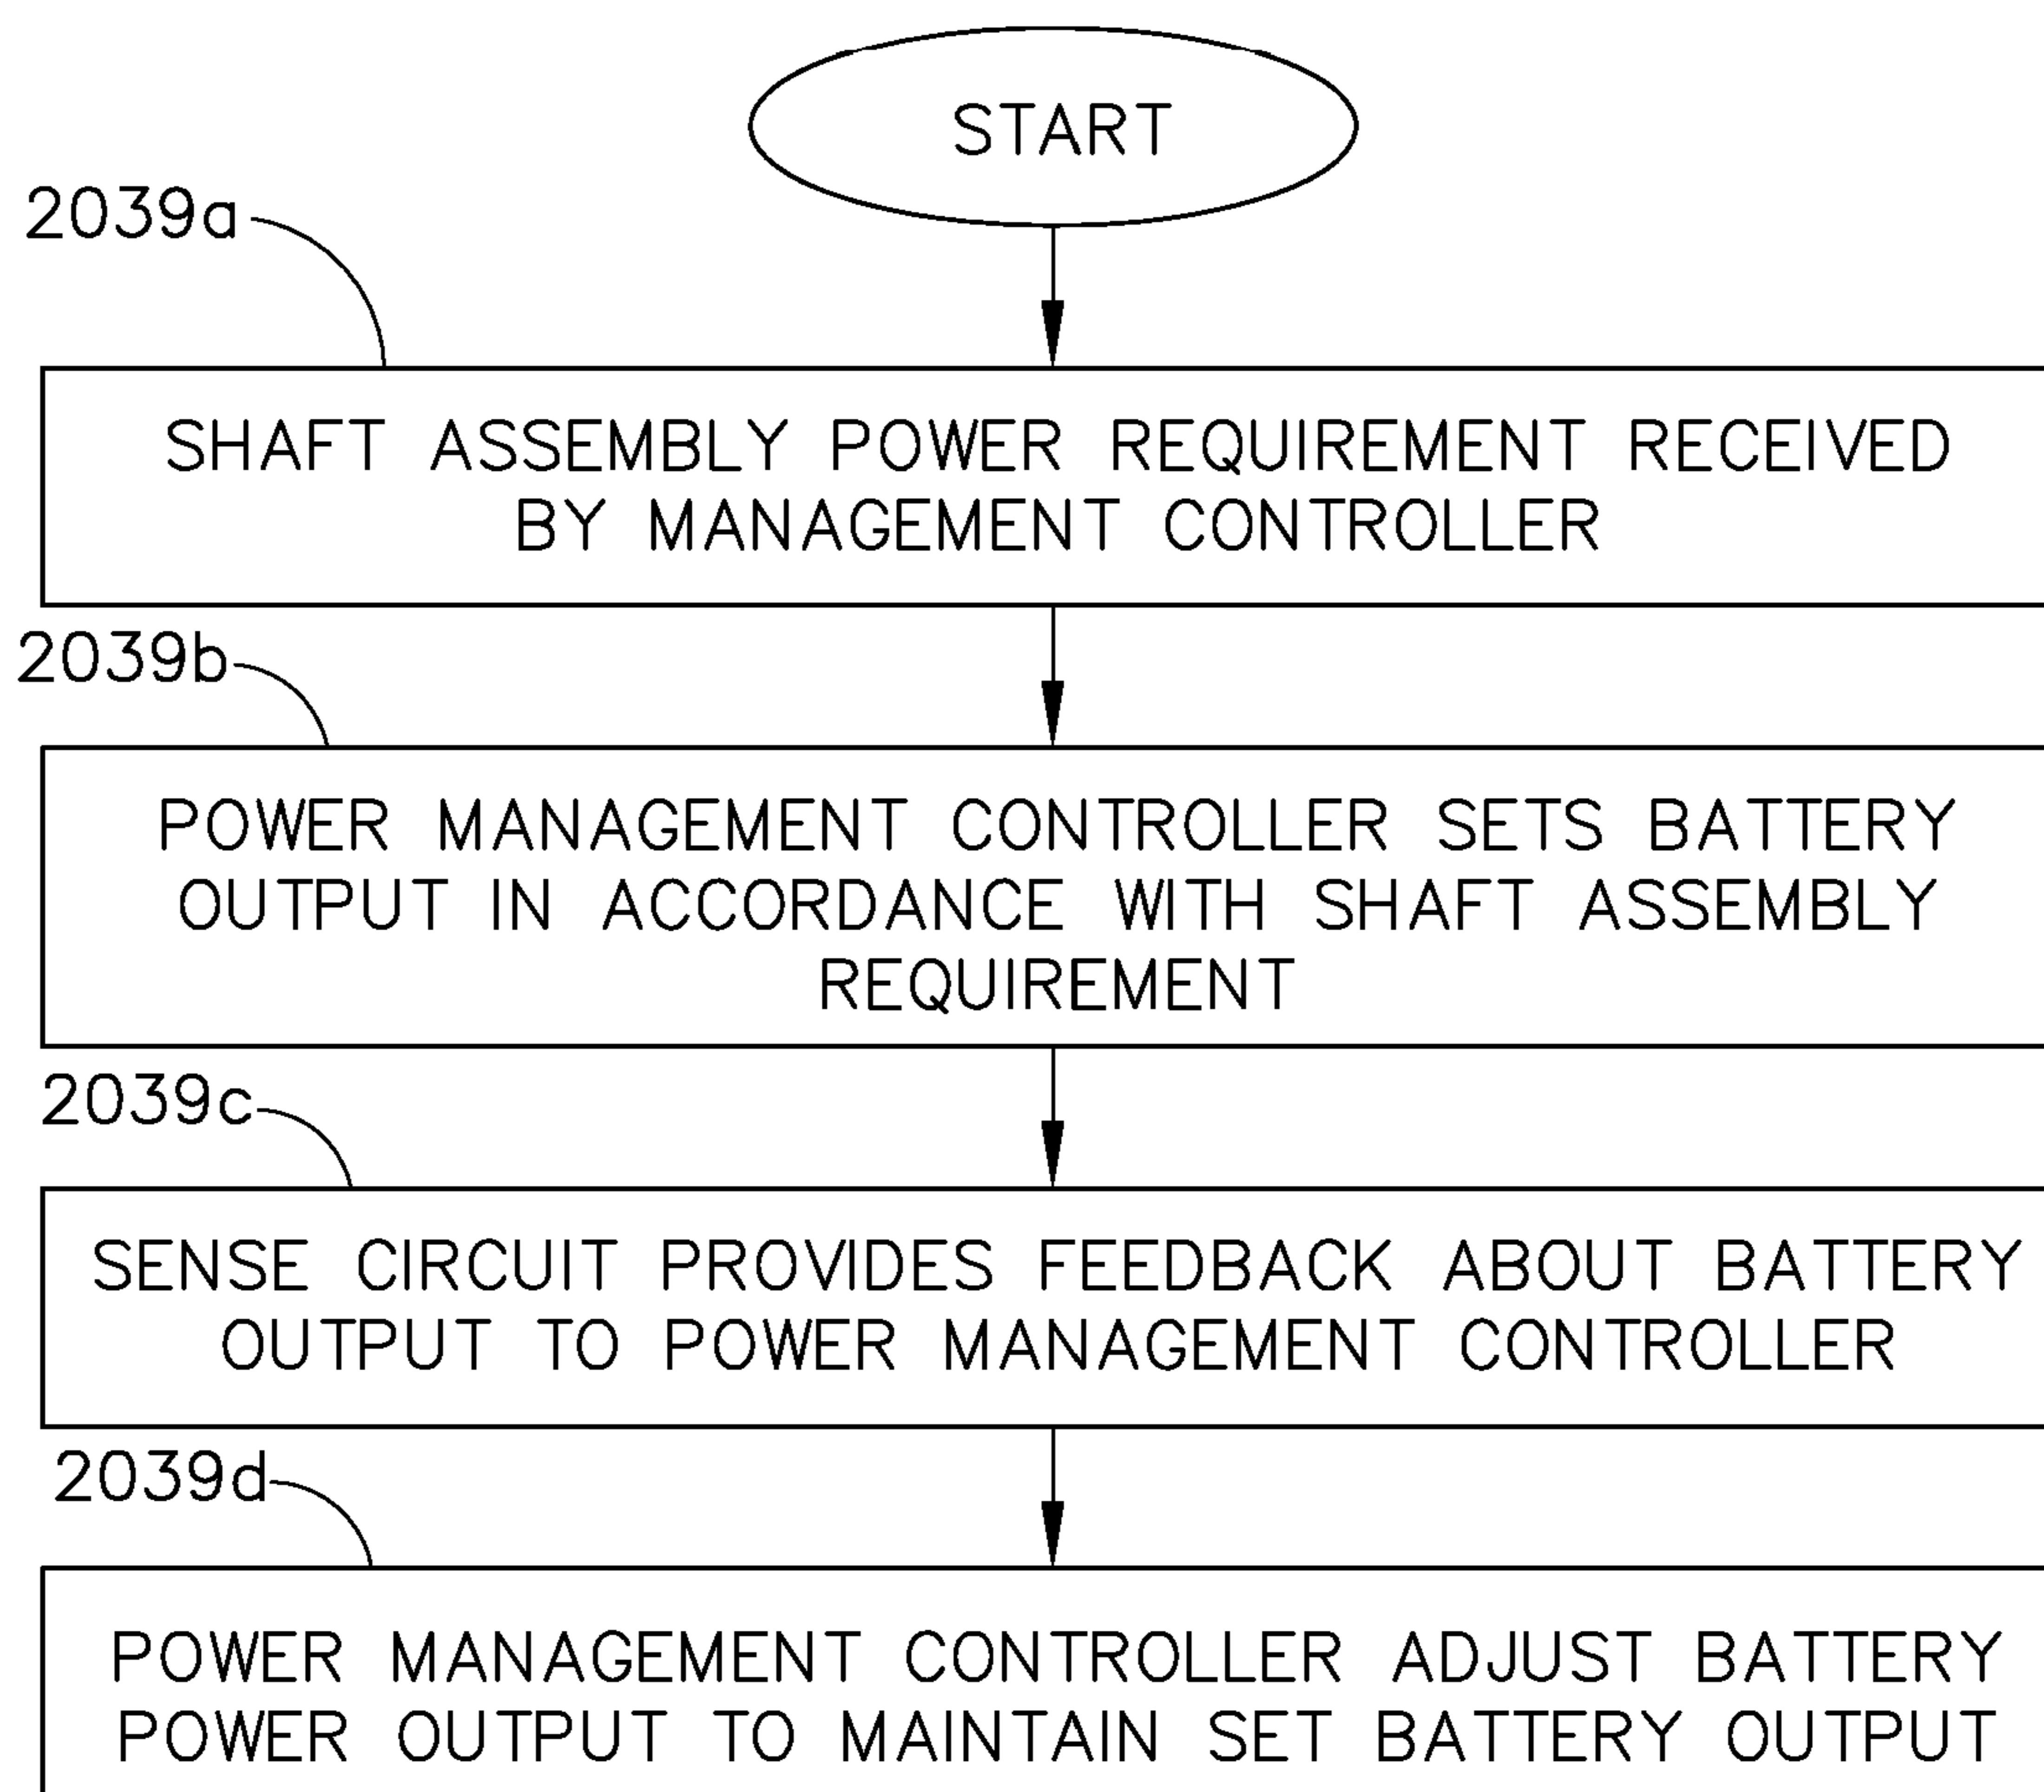 START
2039a
SHAFT ASSEMBLY POWER REQUIREMENT RECEIVED
BY MANAGEMENT CONTROLLER
2039b
POWER MANAGEMENT CONTROLLER SETS BATTERY
OUTPUT IN ACCORDANCE WITH SHAFT ASSEMBLY
REQUIREMENT
2039c
SENSE CIRCUIT PROVIDES FEEDBACK ABOUT BATTERY
OUTPUT TO POWER MANAGEMENT CONTROLLER
2039d
POWER MANAGEMENT CONTROLLER ADJUST BATTERY
POWER OUTPUT TO MAINTAIN SET BATTERY OUTPUT